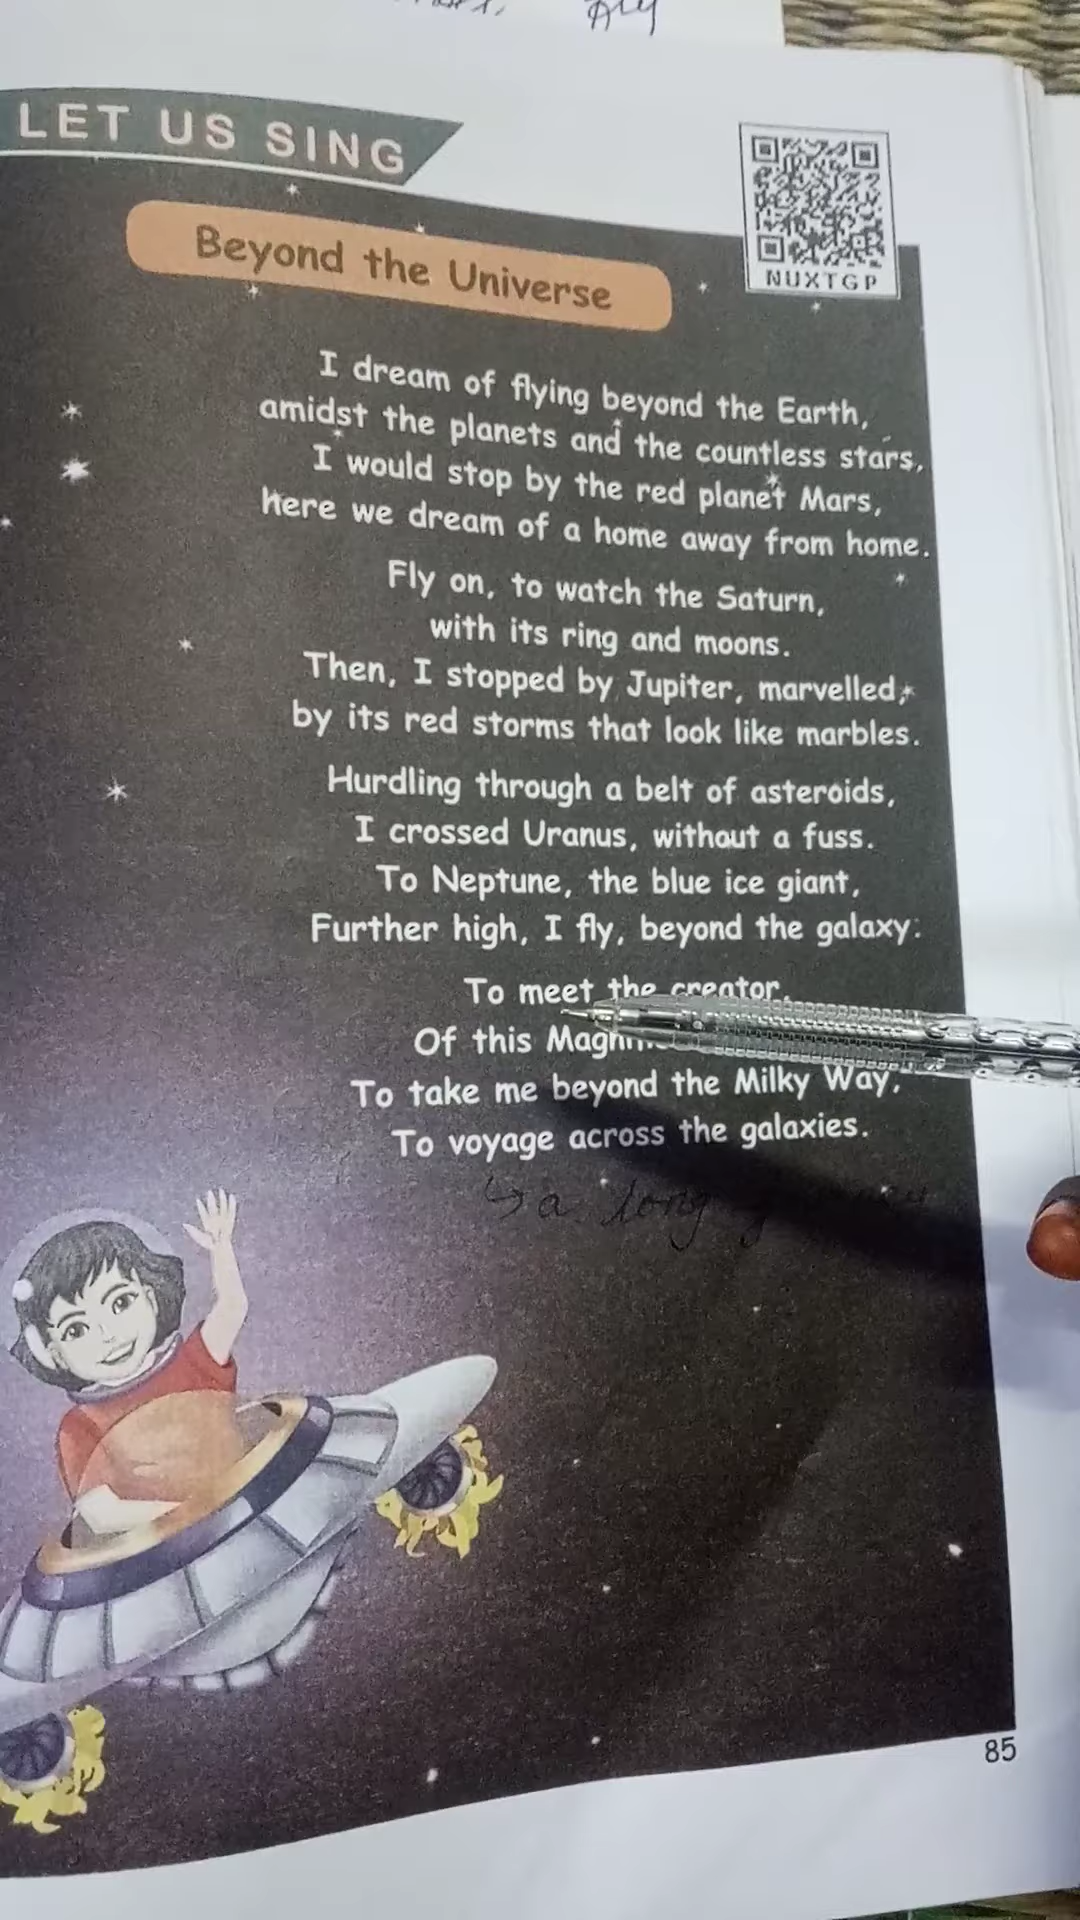 LET US SING
NUXTGP
Beyond the Universe
I dream of flying beyond the Earth,
amidst the planets and the countless stars,
I would stop by the red planet Mars,
here we dream of a home away from home.
Fly on, to watch the Saturn,
with its ring and moons.
Then, I stopped by Jupiter, marvelled,
by its red storms that look like marbles.
Hurdling through a belt of asteroids,
I crossed Uranus, without a fuss.
To Neptune, the blue ice giant,
Further high, I fly, beyond the galaxy:
To meet the creator,
Of this
To take me beyond the Milky Way,
To voyage across the galaxies.
↳ a long
85